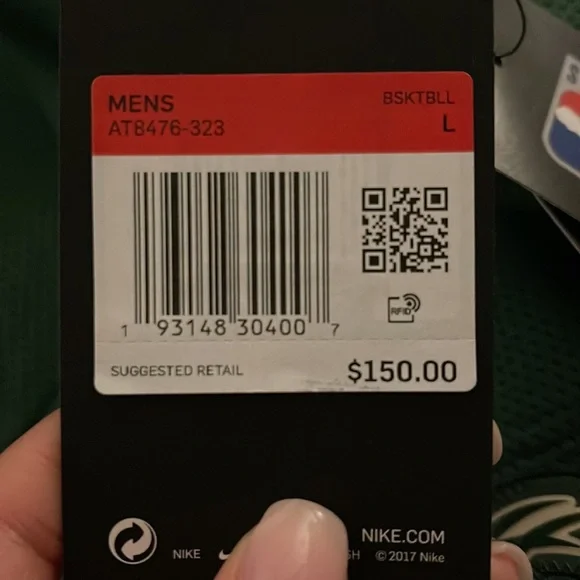 MENS BSKTBLL
AT8476-323 L
1 93148 30400 7
RFID
SUGGESTED RETAIL $150.00
NIKE.COM
NIKE © 2017 Nike